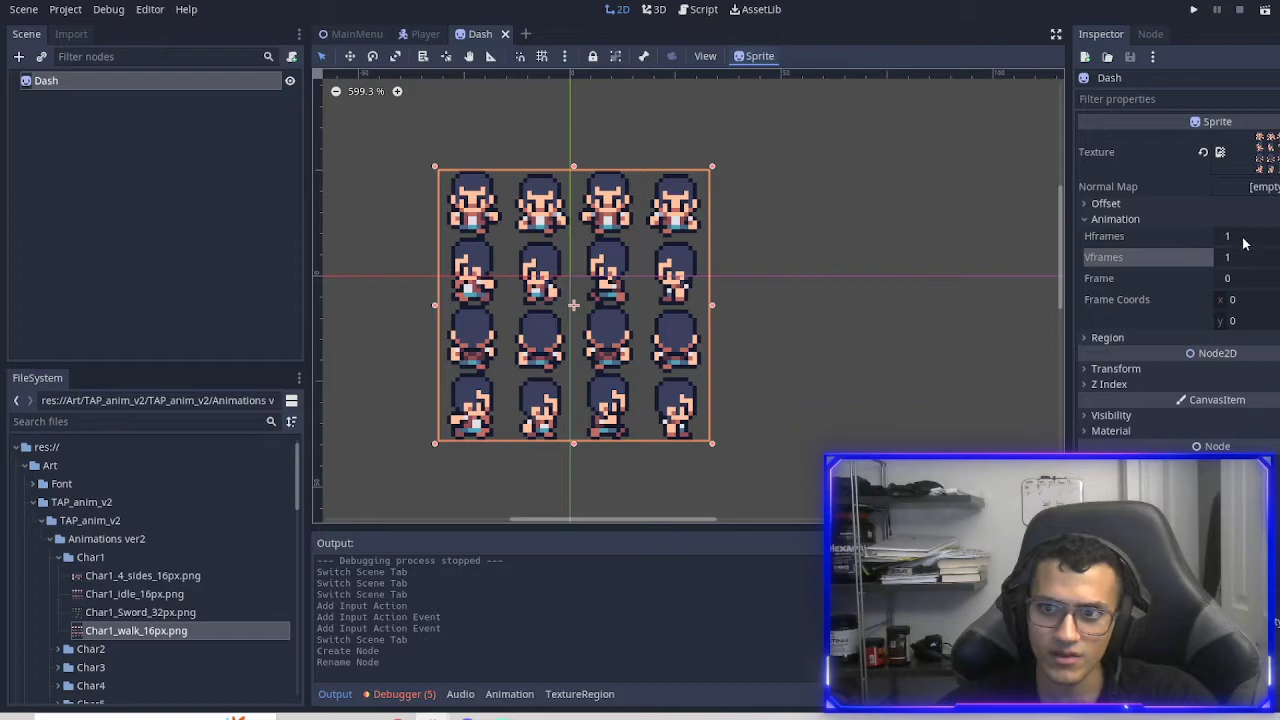 Scene Project Debug Editor Help
2D 3D Script AssetLib
Scene Import
Filter nodes
Dash
MainMenu Player Dash
View Sprite
599.3 %
-50 0 50 100
0
50
Inspector Node
Dash
Filter properties
Sprite
Texture
Normal Map [empty
Offset
Animation
Hframes 1
Vframes 1
Frame 0
Frame Coords x 0
y 0
Region
Node2D
Transform
Z Index
CanvasItem
Visibility
Material
Node
FileSystem
res://Art/TAP_anim_v2/TAP_anim_v2/Animations v
Search files
res://
Art
Font
TAP_anim_v2
TAP_anim_v2
Animations ver2
Char1
Char1_4_sides_16px.png
Char1_idle_16px.png
Char1_Sword_32px.png
Char1_walk_16px.png
Char2
Char3
Char4
Output:
--- Debugging process stopped ---
Switch Scene Tab
Switch Scene Tab
Switch Scene Tab
Add Input Action
Add Input Action Event
Add Input Action Event
Switch Scene Tab
Create Node
Rename Node
Output Debugger (5) Audio Animation TextureRegion